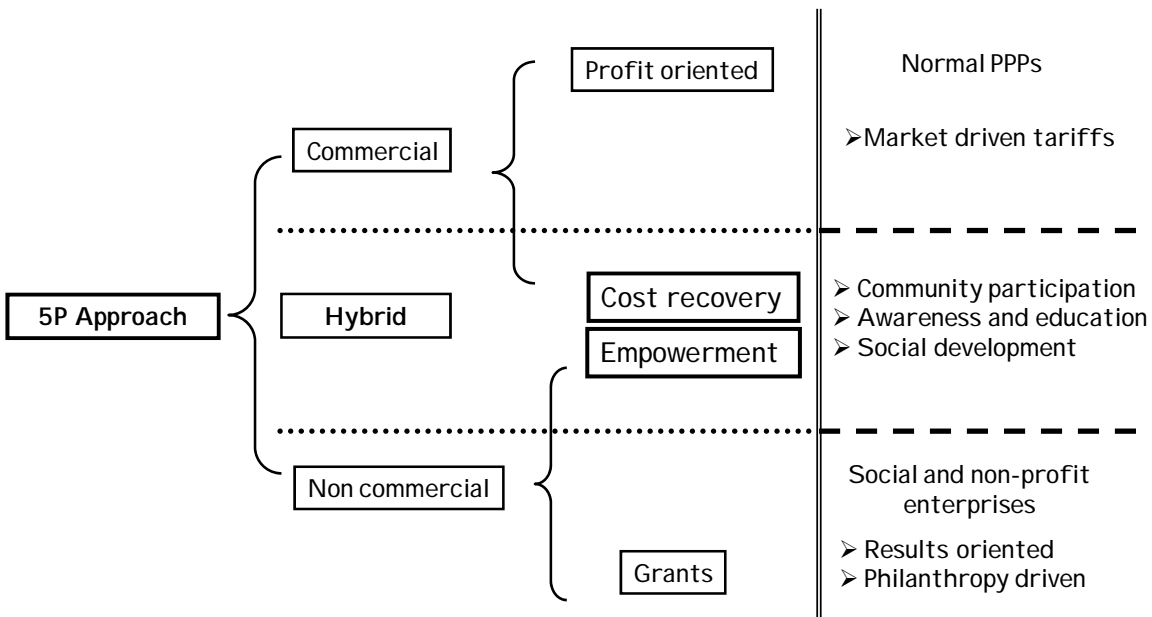 Profit oriented
Normal PPPs
Commercial
➢Market driven tariffs
5P Approach
Hybrid
Cost recovery
Empowerment
➢ Community participation
➢ Awareness and education
➢ Social development
Non commercial
Social and non-profit
enterprises
Grants
➢ Results oriented
➢ Philanthropy driven